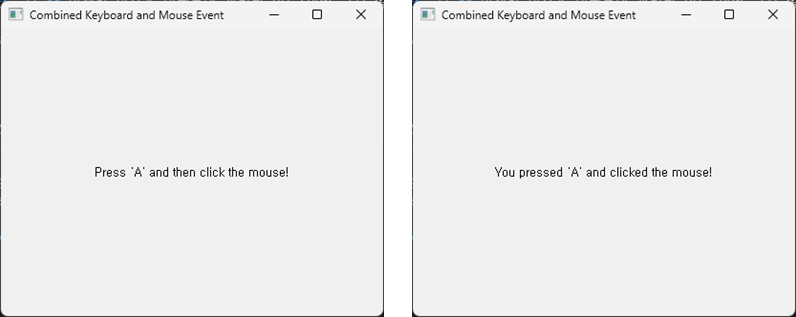 Combined Keyboard and Mouse Event
Press 'A' and then click the mouse!
Combined Keyboard and Mouse Event
You pressed 'A' and clicked the mouse!